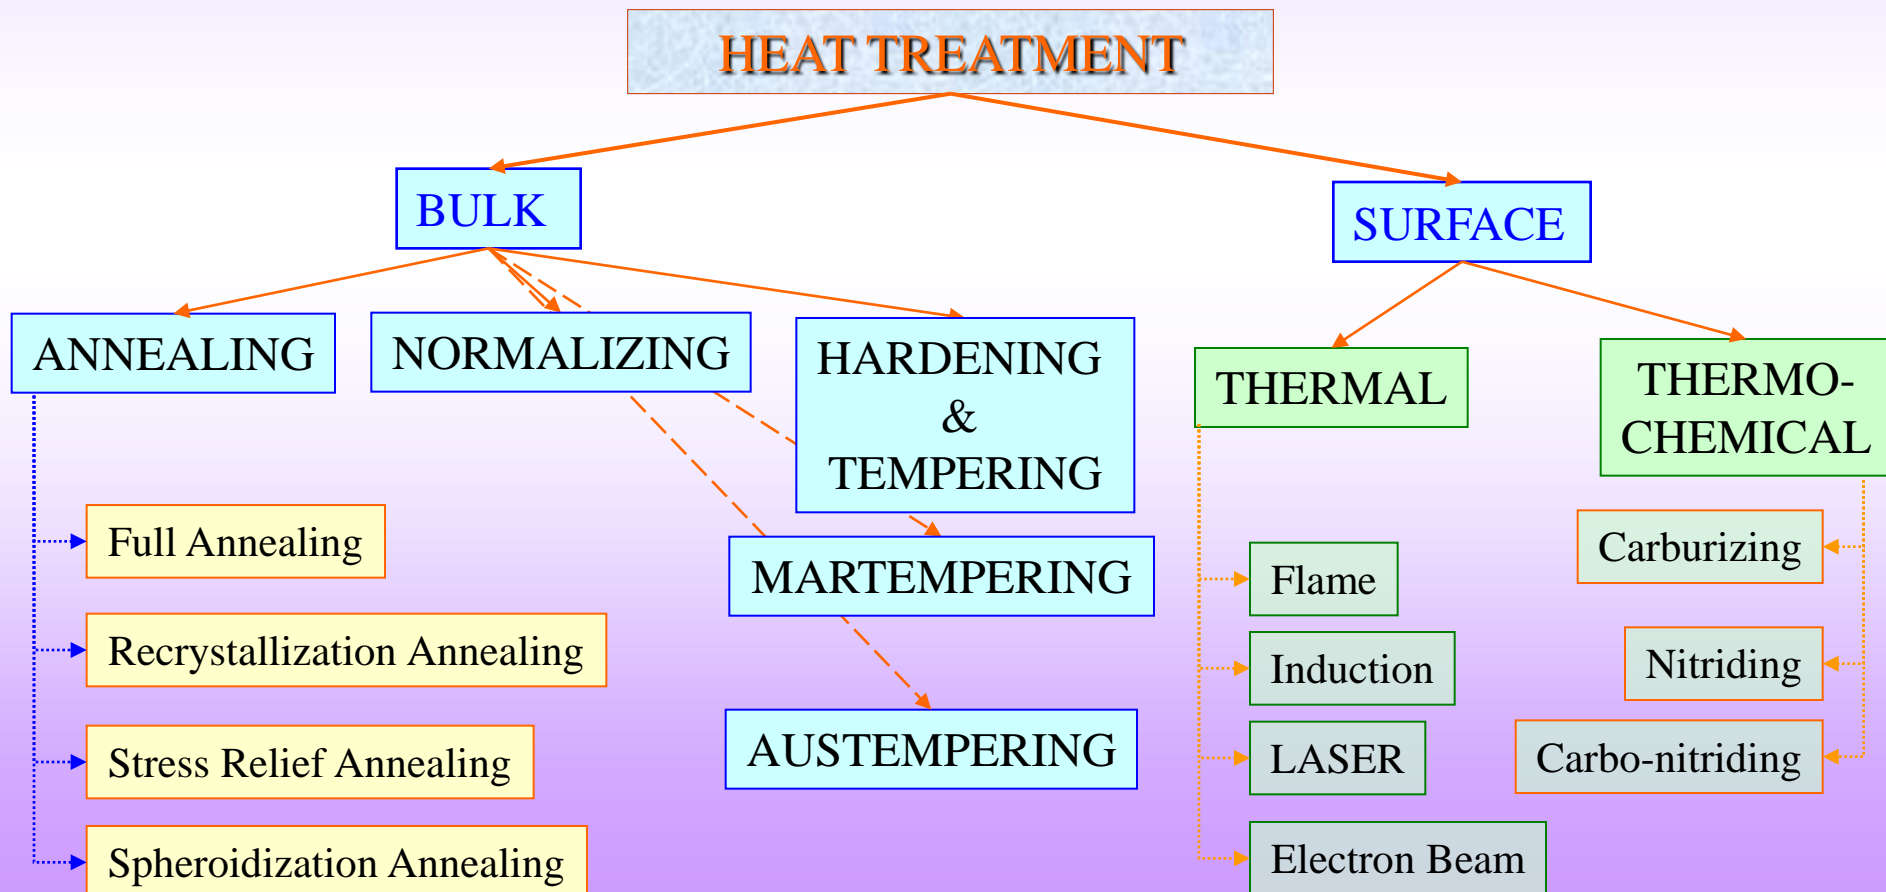 HEAT TREATMENT
BULK
SURFACE
ANNEALING
NORMALIZING
HARDENING
&
TEMPERING
THERMAL
THERMO-
CHEMICAL
Full Annealing
Recrystallization Annealing
Stress Relief Annealing
Spheroidization Annealing
MARTEMPERING
AUSTEMPERING
Flame
Induction
LASER
Electron Beam
Carburizing
Nitriding
Carbo-nitriding